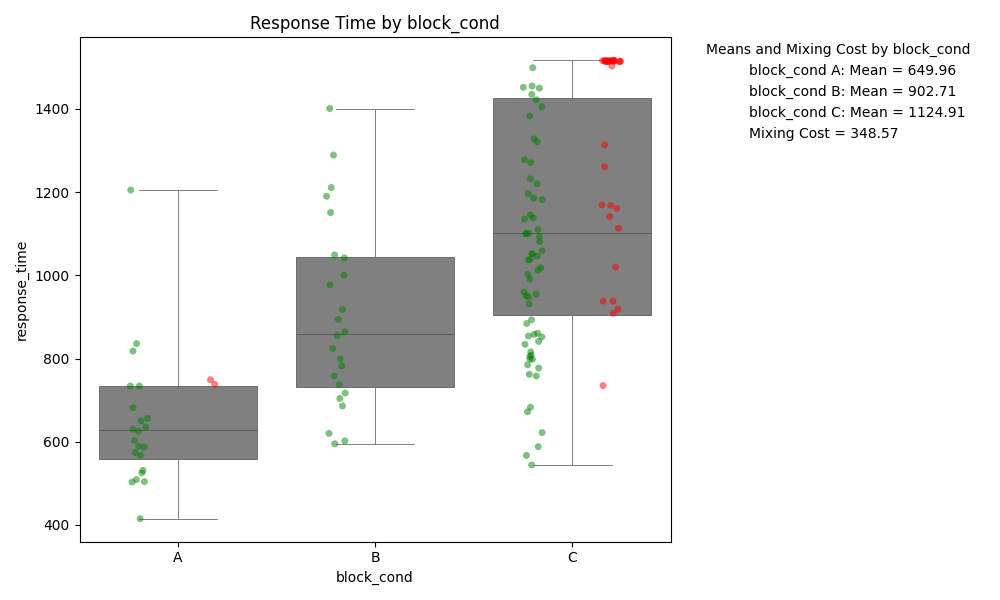 Response Time by block_cond
Means and Mixing Cost by block_cond
block_cond A: Mean = 649.96
block_cond B: Mean = 902.71
block_cond C: Mean = 1124.91
Mixing Cost = 348.57
response_time
1400
1200
1000
800
600
400
A
B
C
block_cond